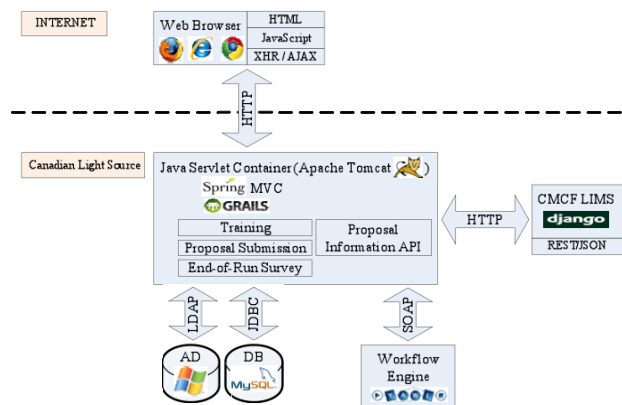 INTERNET
Web Browser
HTML
JavaScript
XHR / AJAX
HTTP
Canadian Light Source
Java Servlet Container (Apache Tomcat )
Spring MVC
GRAILS
Training
Proposal Submission
End-of-Run Survey
Proposal
Information API
HTTP
CMCF LIMS
django
REST/JSON
LDAP
JDBC
SOAP
AD
DB
MySQL
Workflow
Engine
YAWL